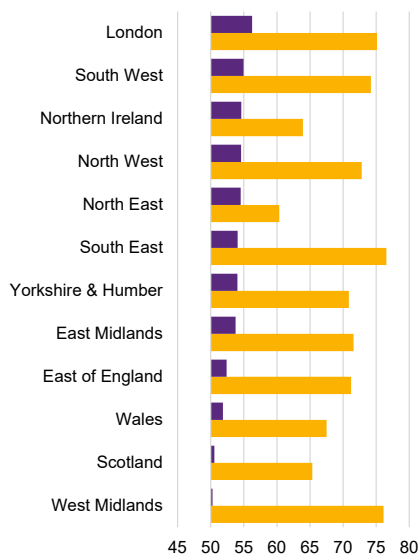 London
South West
Northern Ireland
North West
North East
South East
Yorkshire & Humber
East Midlands
East of England
Wales
Scotland
West Midlands
45 50 55 60 65 70 75 80